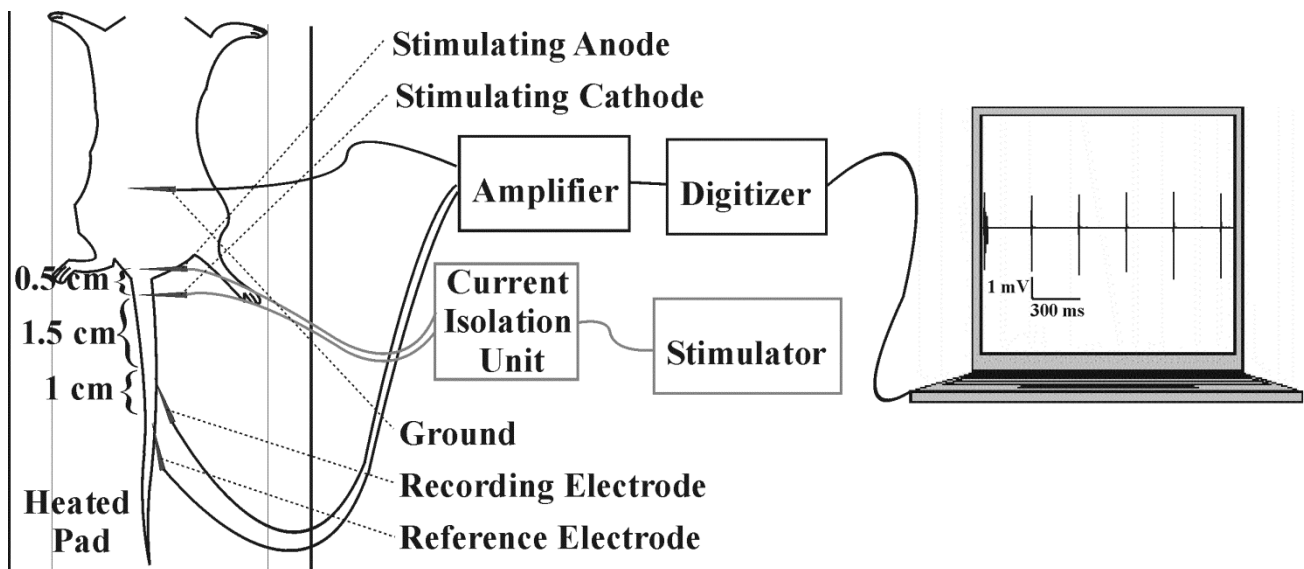 Stimulating Anode
Stimulating Cathode
Amplifier
Digitizer
0.5 cm
1.5 cm
1 cm
Current
Isolation
Unit
Stimulator
1 mV
300 ms
Ground
Recording Electrode
Reference Electrode
Heated
Pad